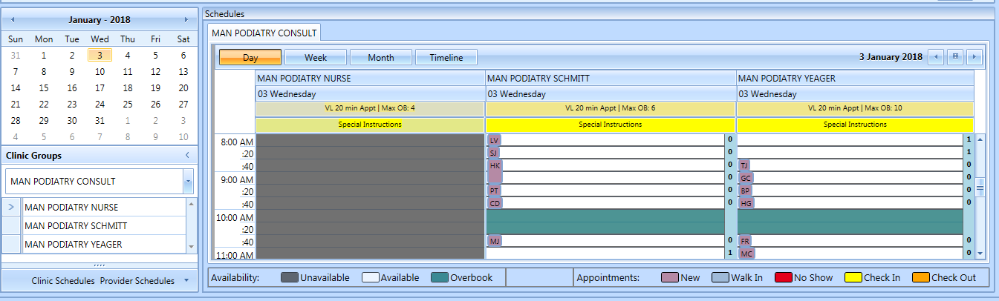 Schedules
January - 2018
Sun Mon Tue Wed Thu Fri Sat
31 1 2 3 4 5 6
7 8 9 10 11 12 13
14 15 16 17 18 19 20
21 22 23 24 25 26 27
28 29 30 31 1 2 3
4 5 6 7 8 9 10
Clinic Groups
MAN PODIATRY CONSULT
MAN PODIATRY NURSE
MAN PODIATRY SCHMITT
MAN PODIATRY YEAGER
Clinic Schedules Provider Schedules
MAN PODIATRY CONSULT
Day Week Month Timeline 3 January 2018
MAN PODIATRY NURSE MAN PODIATRY SCHMITT MAN PODIATRY YEAGER
03 Wednesday 03 Wednesday 03 Wednesday
VL 20 min Appt | Max OB: 4 VL 20 min Appt | Max OB: 6 VL 20 min Appt | Max OB: 10
Special Instructions Special Instructions Special Instructions
8:00 AM LV 0 1
:20 SJ 0 1
:40 HK 0 TJ 0
9:00 AM 0 GC 0
:20 PT 0 BP 0
:40 CD 0 HG 0
10:00 AM
:20
:40 MJ 0 FR 0
11:00 AM 1 MC 0
Availability: Unavailable Available Overbook Appointments: New Walk In No Show Check In Check Out